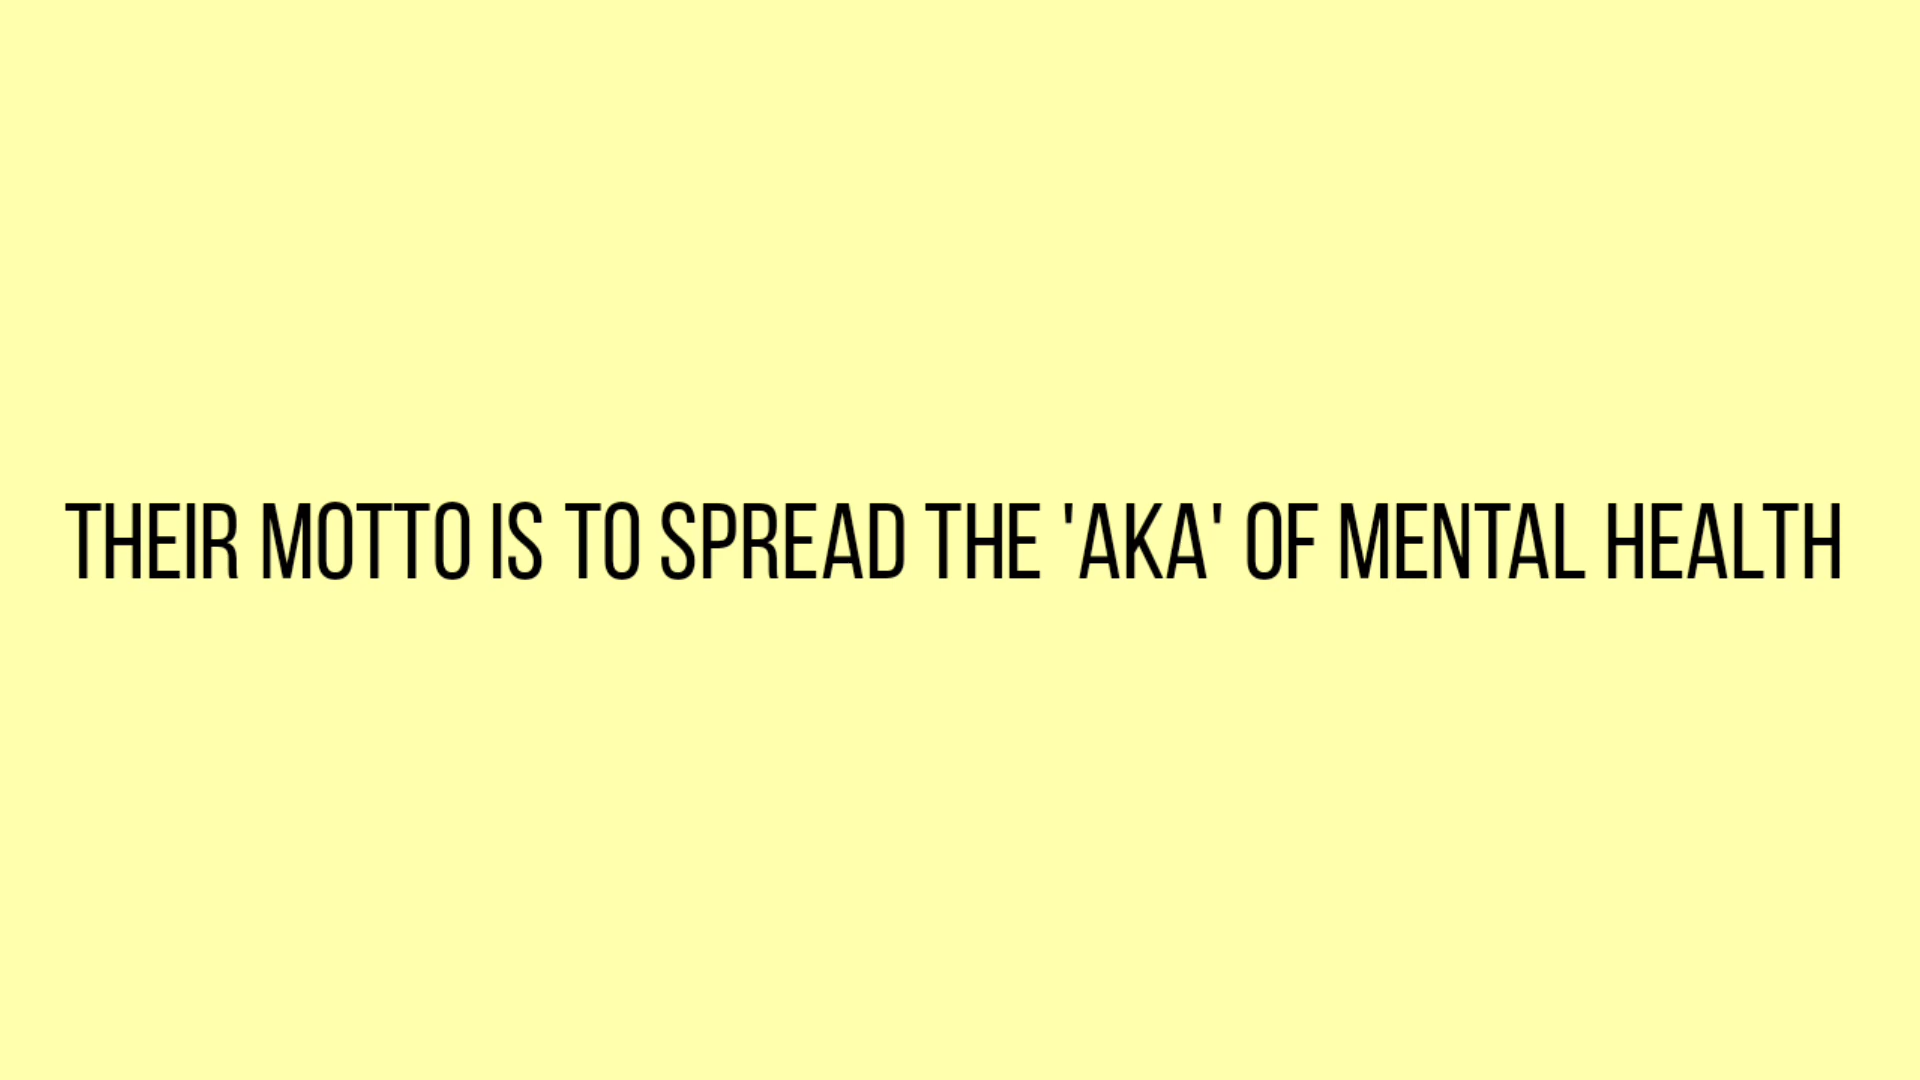 THEIR MOTTO IS TO SPREAD THE 'AKA' OF MENTAL HEALTH